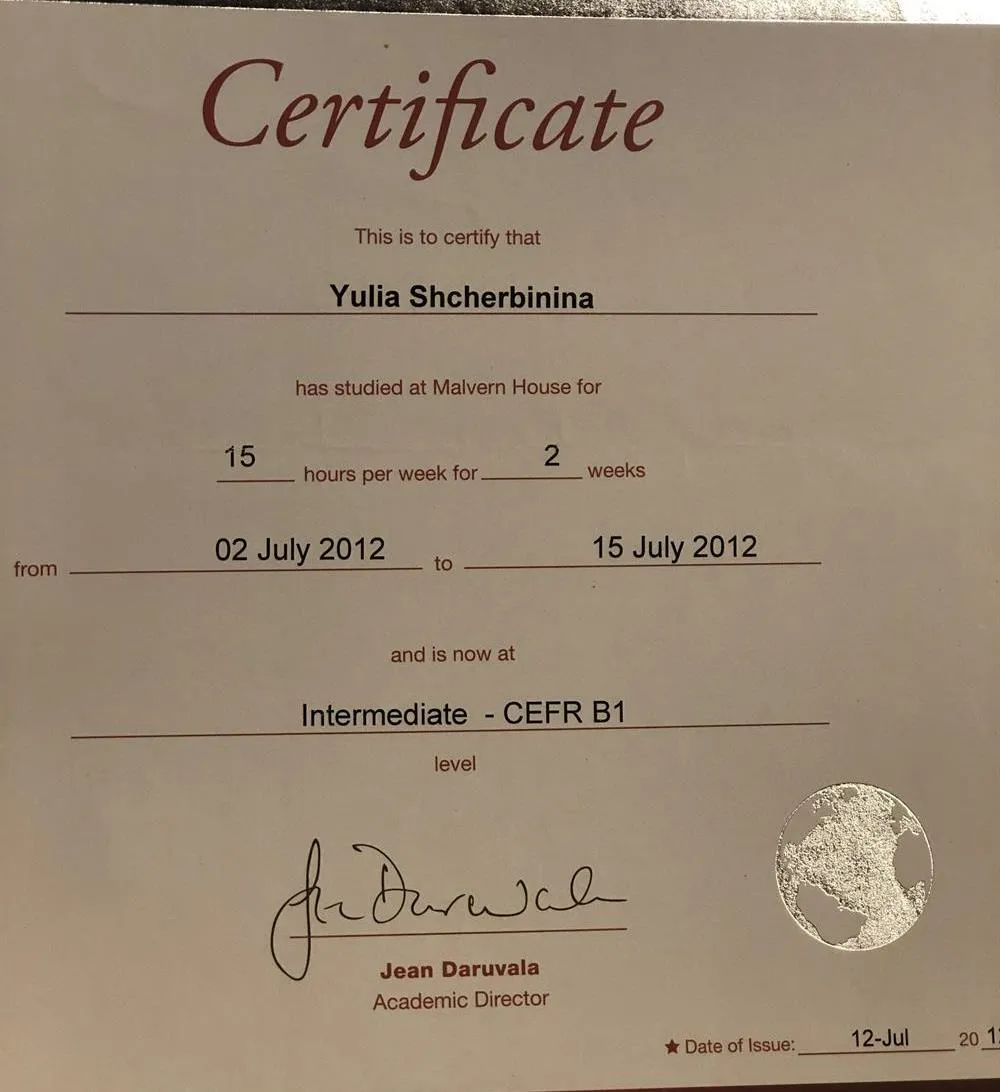 Certificate
This is to certify that
Yulia Shcherbinina
has studied at Malvern House for
15 hours per week for 2 weeks
from 02 July 2012 to 15 July 2012
and is now at
Intermediate - CEFR B1
level
Jean Daruvala
Jean Daruvala
Academic Director
★ Date of Issue: 12-Jul 20